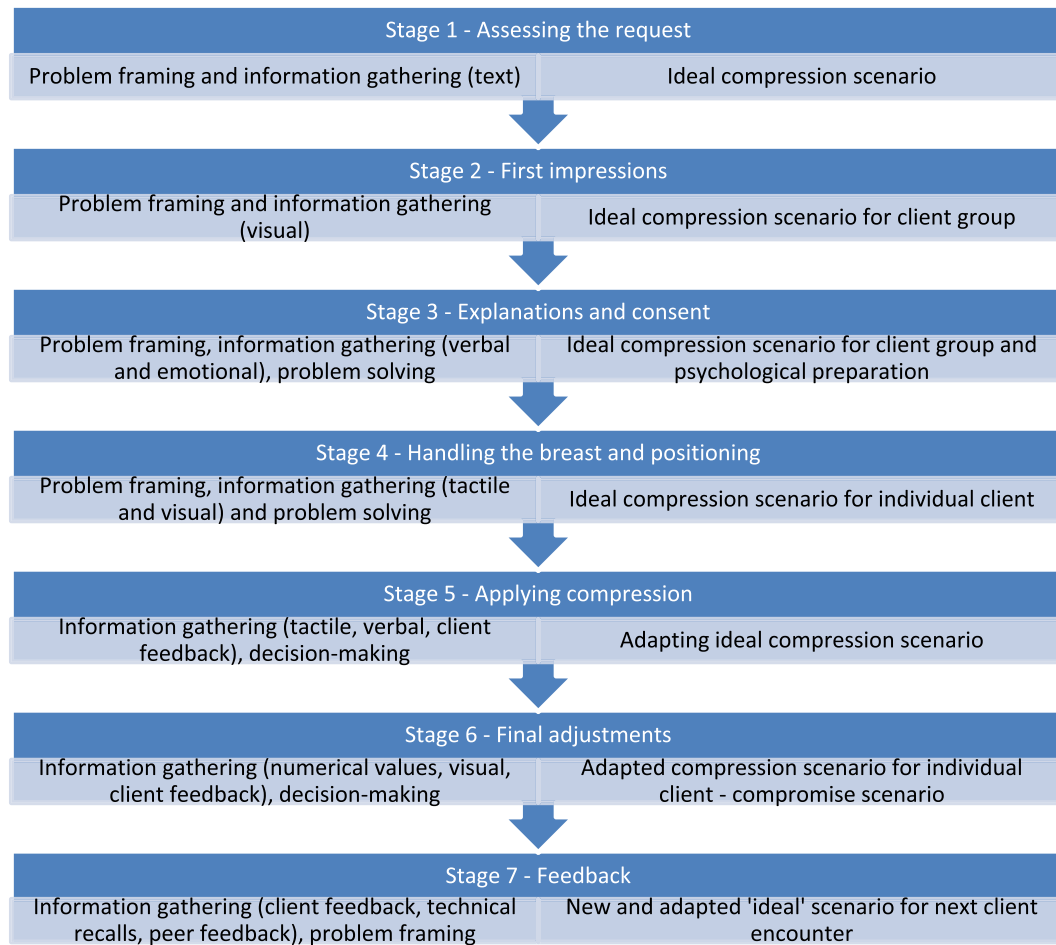 Stage 1 - Assessing the request
Problem framing and information gathering (text)
Ideal compression scenario
Stage 2 - First impressions
Problem framing and information gathering
(visual)
Ideal compression scenario for client group
Stage 3 - Explanations and consent
Problem framing, information gathering (verbal
and emotional), problem solving
Ideal compression scenario for client group and
psychological preparation
Stage 4 - Handling the breast and positioning
Problem framing, information gathering (tactile
and visual) and problem solving
Ideal compression scenario for individual client
Stage 5 - Applying compression
Information gathering (tactile, verbal, client
feedback), decision-making
Adapting ideal compression scenario
Stage 6 - Final adjustments
Information gathering (numerical values, visual,
client feedback), decision-making
Adapted compression scenario for individual
client - compromise scenario
Stage 7 - Feedback
Information gathering (client feedback, technical
recalls, peer feedback), problem framing
New and adapted 'ideal' scenario for next client
encounter